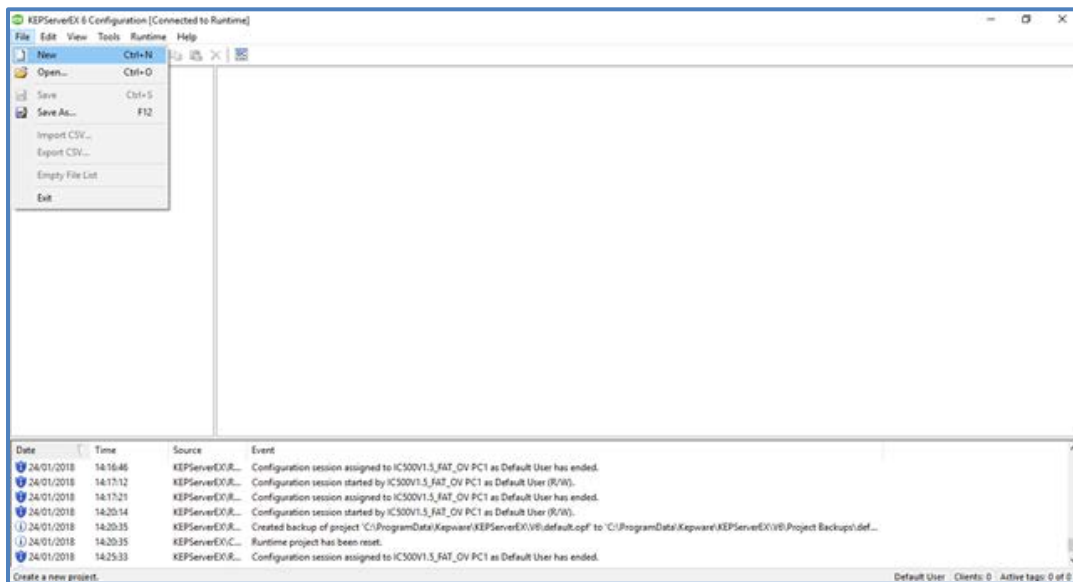 KEPServerEX 6 Configuration [Connected to Runtime]
File Edit View Tools Runtime Help
New Ctrl+N
Open... Ctrl+O
Save Ctrl+S
Save As... F12
Import CSV...
Export CSV...
Empty File List
Exit
Date Time Source Event
24/01/2018 14:16:46 KEPServerEX\R... Configuration session assigned to IC500V1.5_FAT_OV PC1 as Default User has ended.
24/01/2018 14:17:12 KEPServerEX\R... Configuration session started by IC500V1.5_FAT_OV PC1 as Default User (R/W).
24/01/2018 14:17:21 KEPServerEX\R... Configuration session assigned to IC500V1.5_FAT_OV PC1 as Default User has ended.
24/01/2018 14:20:14 KEPServerEX\R... Configuration session started by IC500V1.5_FAT_OV PC1 as Default User (R/W).
24/01/2018 14:20:35 KEPServerEX\R... Created backup of project 'C:\ProgramData\Kepware\KEPServerEX\V6\default.opf' to 'C:\ProgramData\Kepware\KEPServerEX\V6\Project Backups\def...
24/01/2018 14:20:35 KEPServerEX\C... Runtime project has been reset.
24/01/2018 14:25:33 KEPServerEX\R... Configuration session assigned to IC500V1.5_FAT_OV PC1 as Default User has ended.
Create a new project. Default User Clients: 0 Active tags: 0 of 0